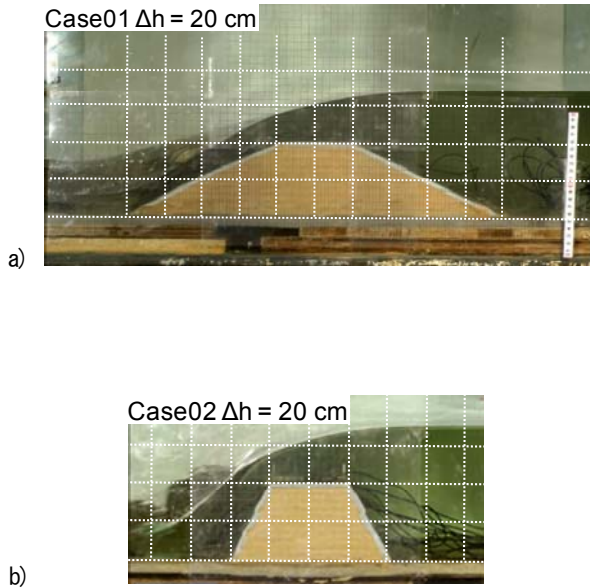 Case01 Δh = 20 cm
a)
Case02 Δh = 20 cm
b)